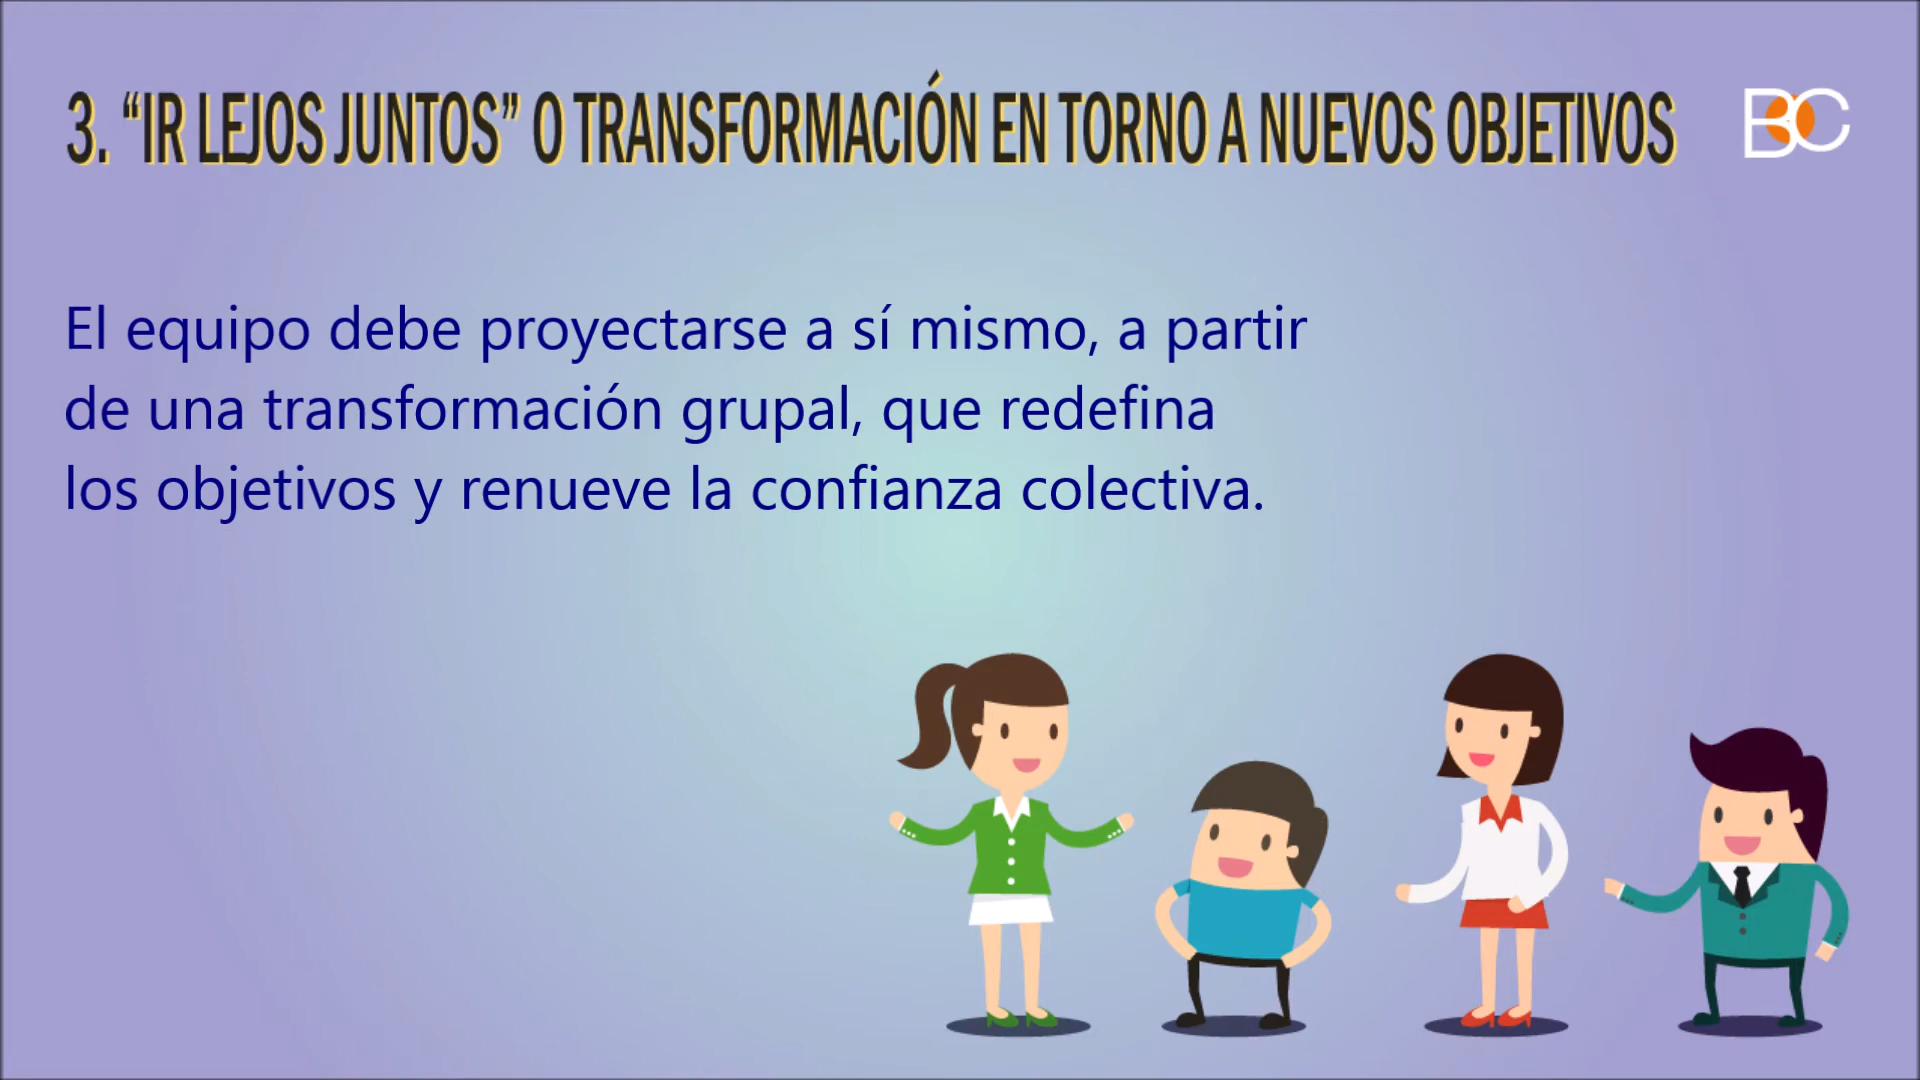 3. “IR LEJOS JUNTOS” O TRANSFORMACIÓN EN TORNO A NUEVOS OBJETIVOS
BC
El equipo debe proyectarse a sí mismo, a partir
de una transformación grupal, que redefina
los objetivos y renueve la confianza colectiva.